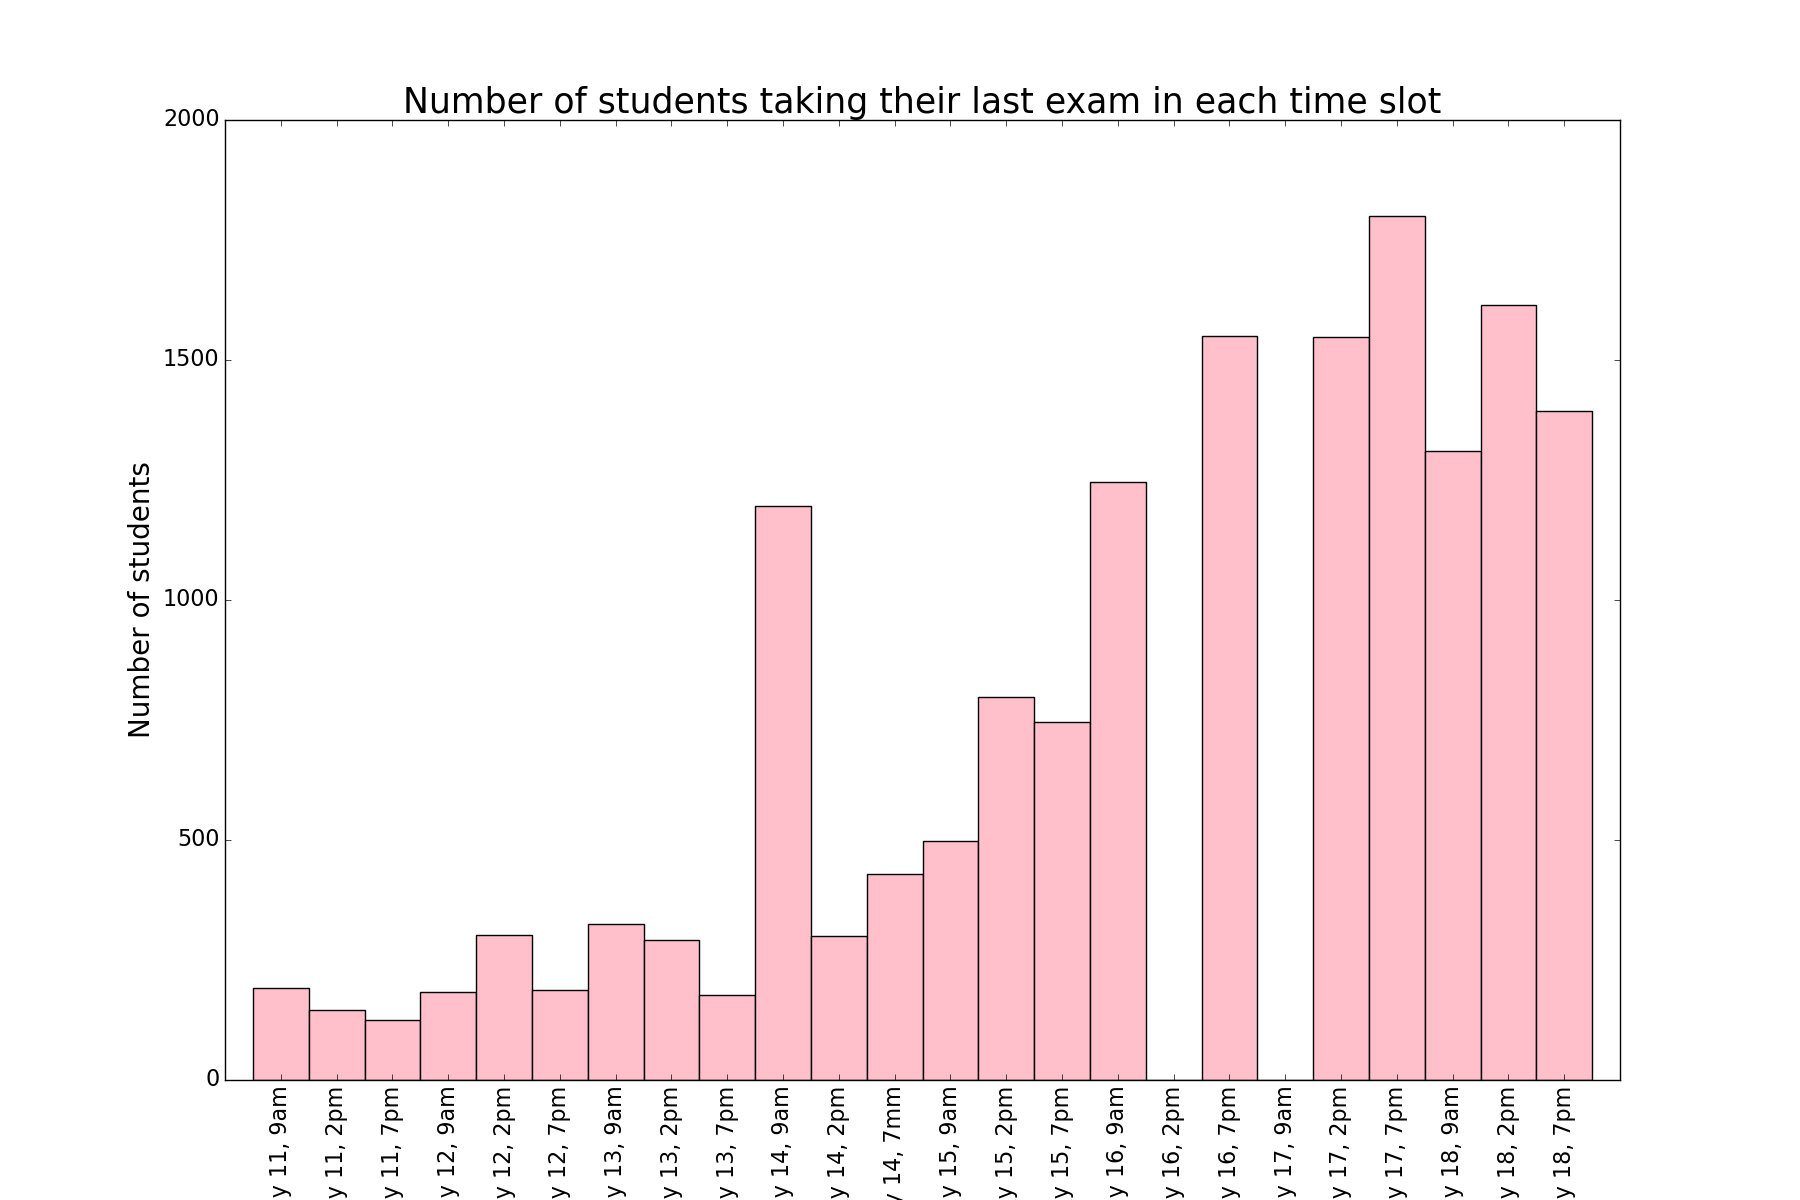 Number of students taking their last exam in each time slot
Number of students
2000
1500
1000
500
0
y 11, 9am
y 11, 2pm
y 11, 7pm
y 12, 9am
y 12, 2pm
y 12, 7pm
y 13, 9am
y 13, 2pm
y 13, 7pm
y 14, 9am
y 14, 2pm
y 14, 7mm
y 15, 9am
y 15, 2pm
y 15, 7pm
y 16, 9am
y 16, 2pm
y 16, 7pm
y 17, 9am
y 17, 2pm
y 17, 7pm
y 18, 9am
y 18, 2pm
y 18, 7pm